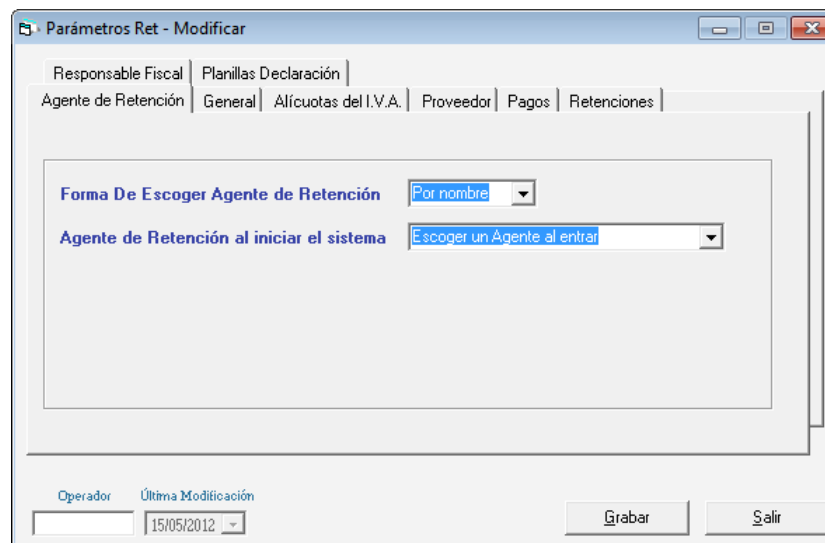 Parámetros Ret - Modificar
Responsable Fiscal Planillas Declaración
Agente de Retención General Alícuotas del I.V.A. Proveedor Pagos Retenciones
Forma De Escoger Agente de Retención Por nombre
Agente de Retención al iniciar el sistema Escoger un Agente al entrar
Operador Última Modificación
15/05/2012 Grabar Salir